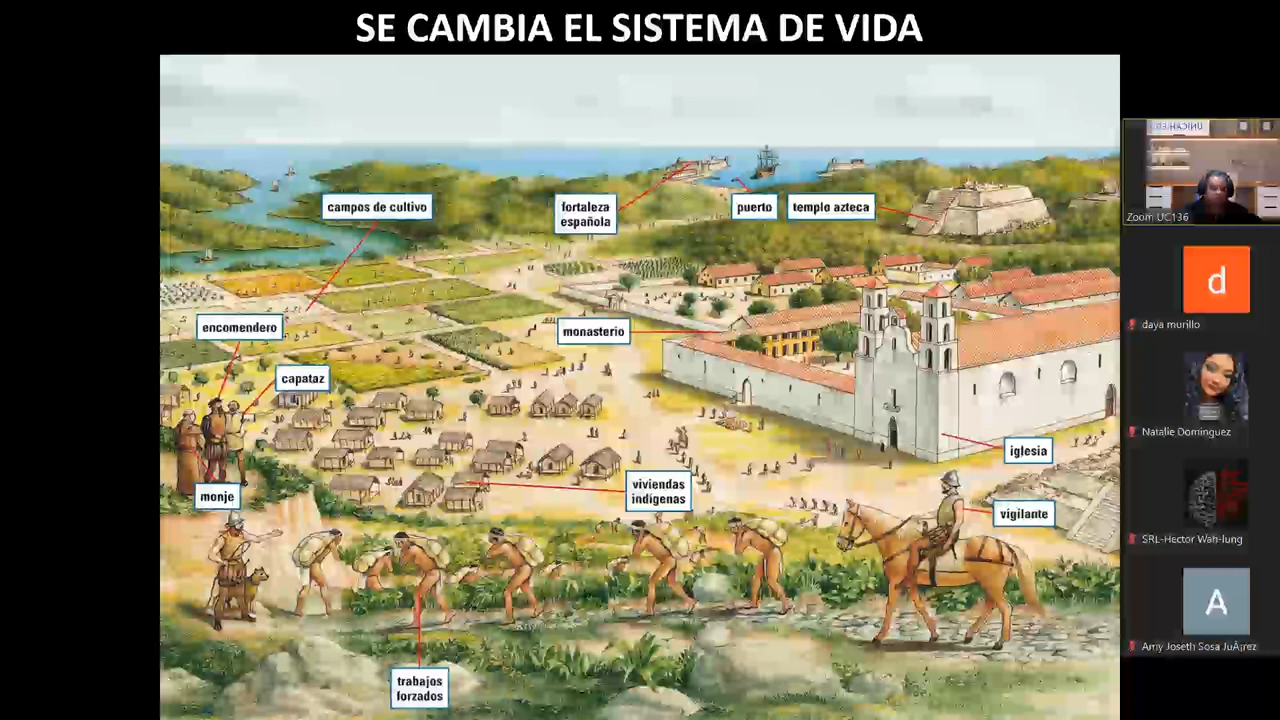 SE CAMBIA EL SISTEMA DE VIDA
campos de cultivo
fortaleza
española
puerto
templo azteca
encomendero
monasterio
capataz
iglesia
viviendas
indígenas
monje
vigilante
trabajos
forzados
Zoom UC136
d
daya murillo
Natalie Dominguez
SRL-Hector Wah-lung
A
Amy Joseth Sosa JuÃ¡rez